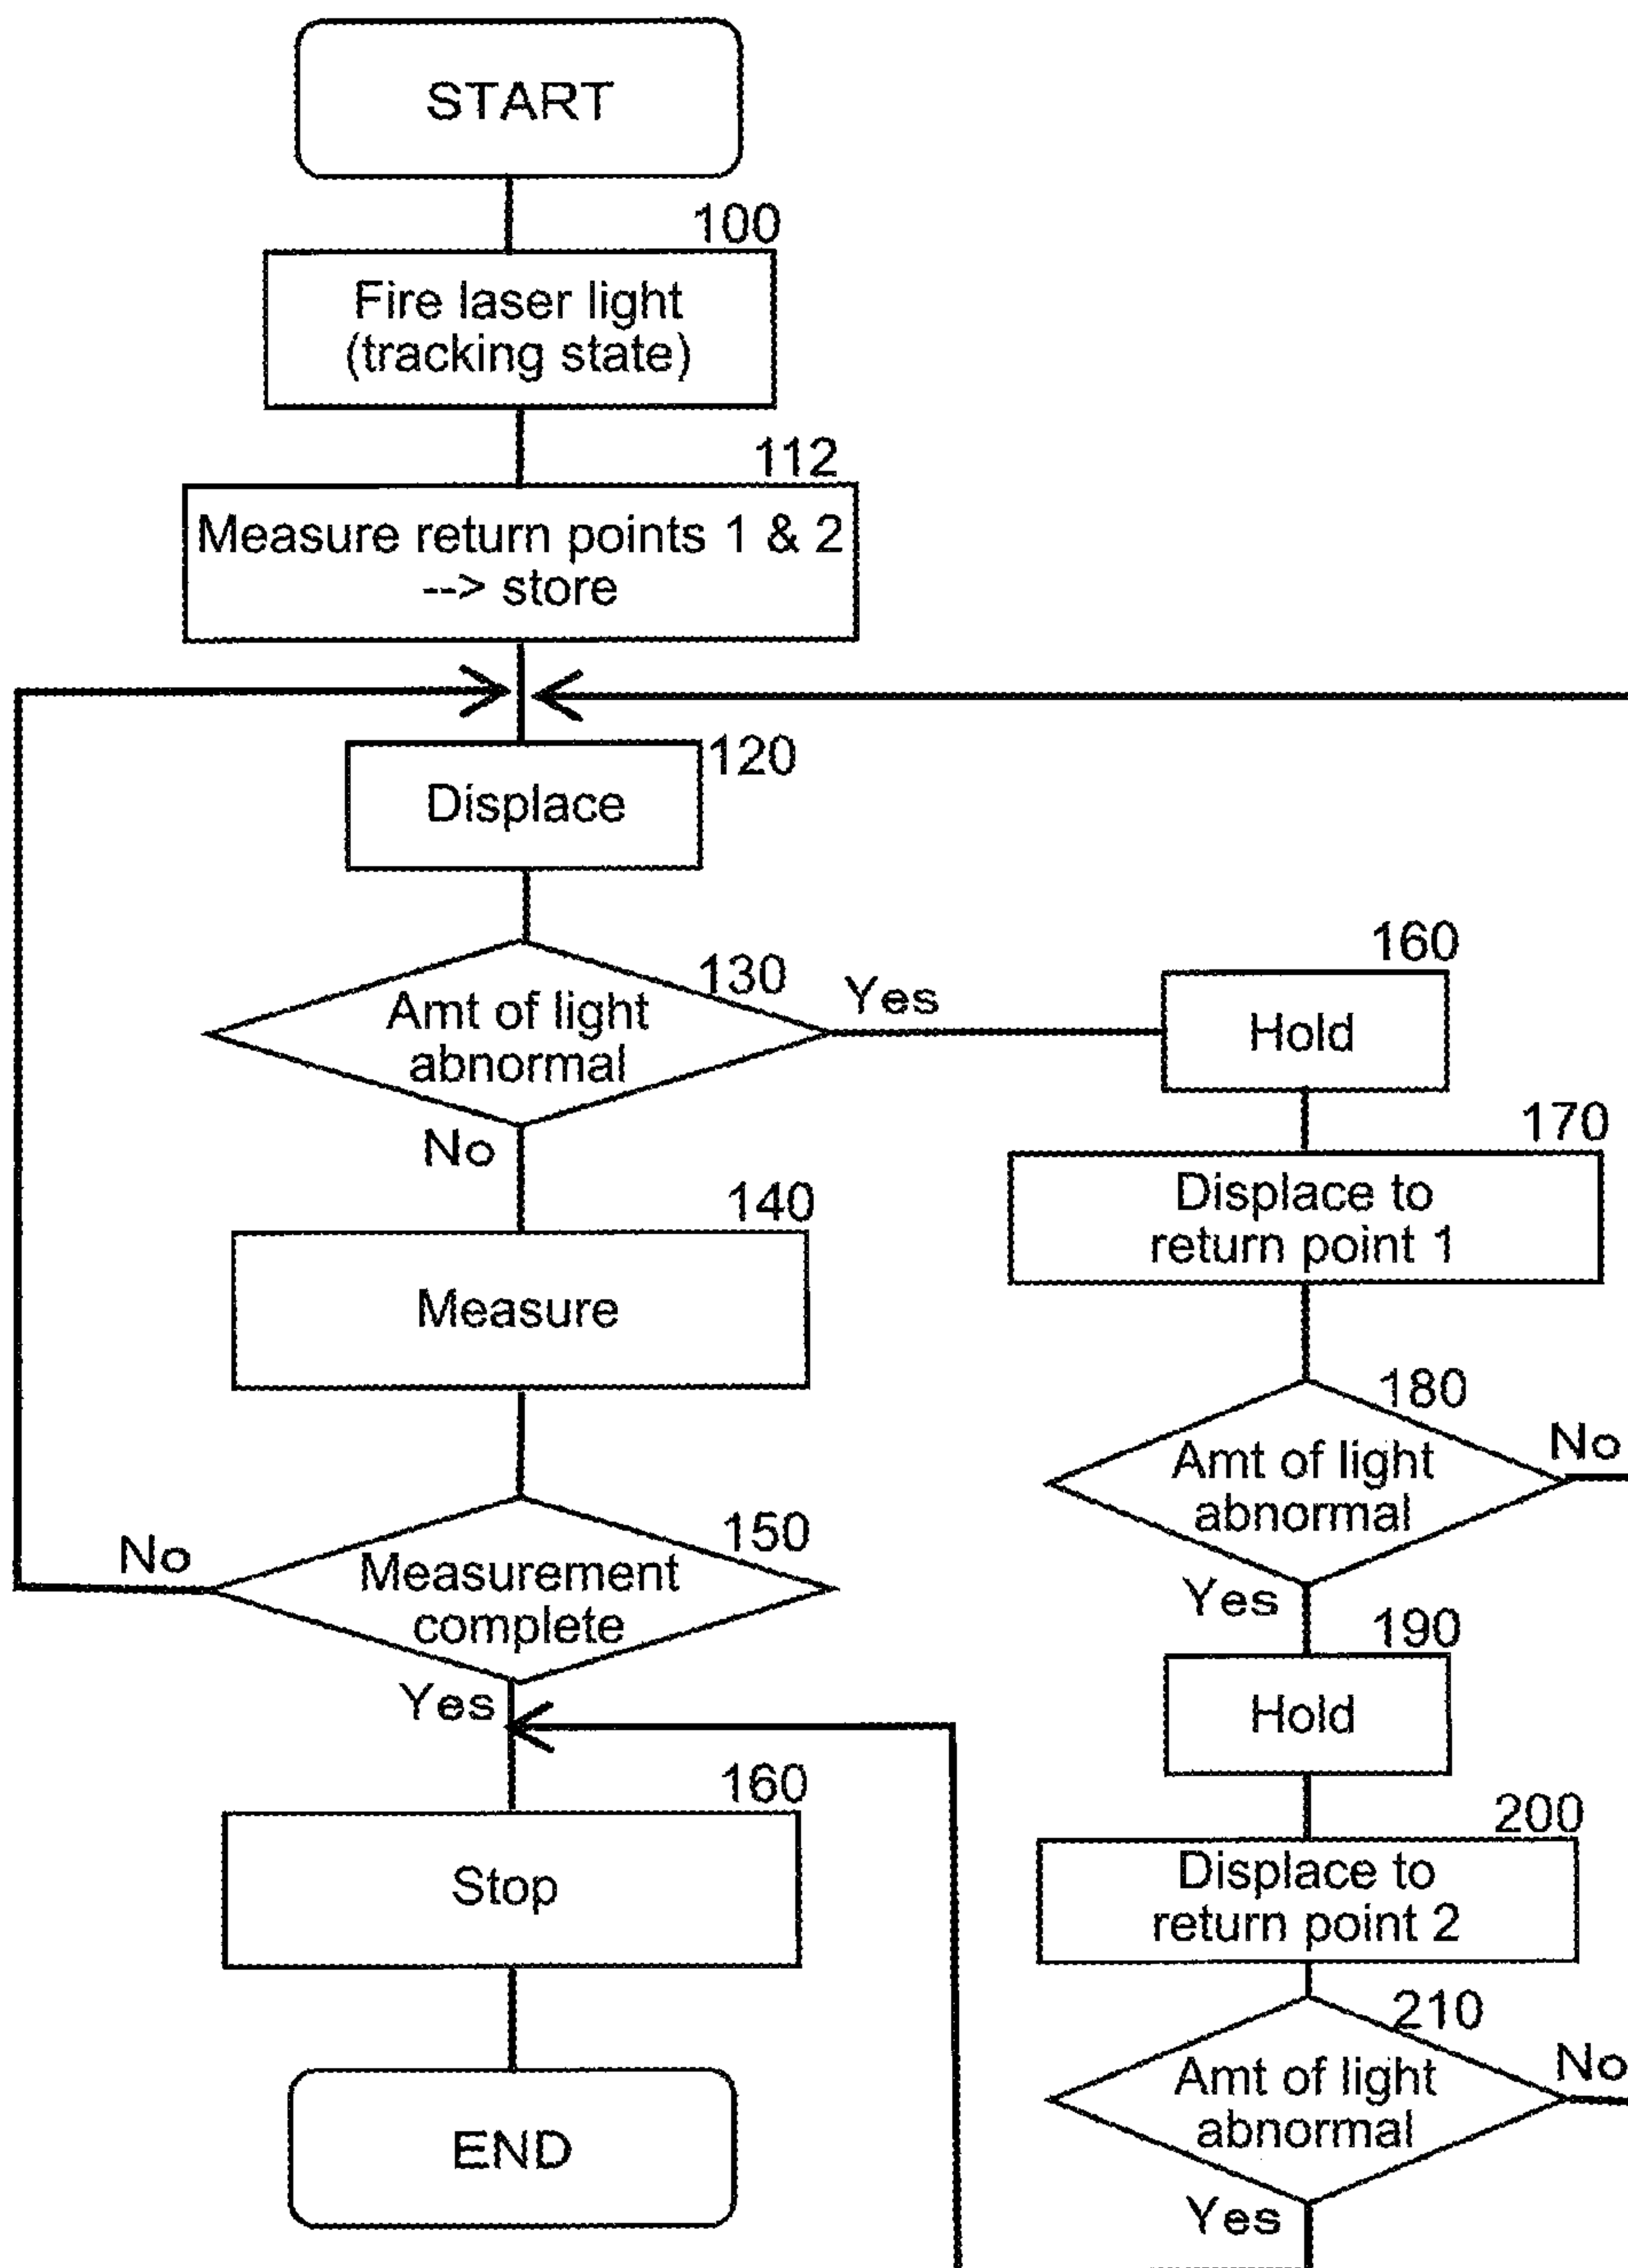 START
100
Fire laser light
(tracking state)
112
Measure return points 1 & 2
--> store
120
Displace
130
Amt of light
abnormal
Yes
No
140
Measure
150
Measurement
complete
No
Yes
160
Stop
END
160
Hold
170
Displace to
return point 1
180
Amt of light
abnormal
No
Yes
190
Hold
200
Displace to
return point 2
210
Amt of light
abnormal
No
Yes